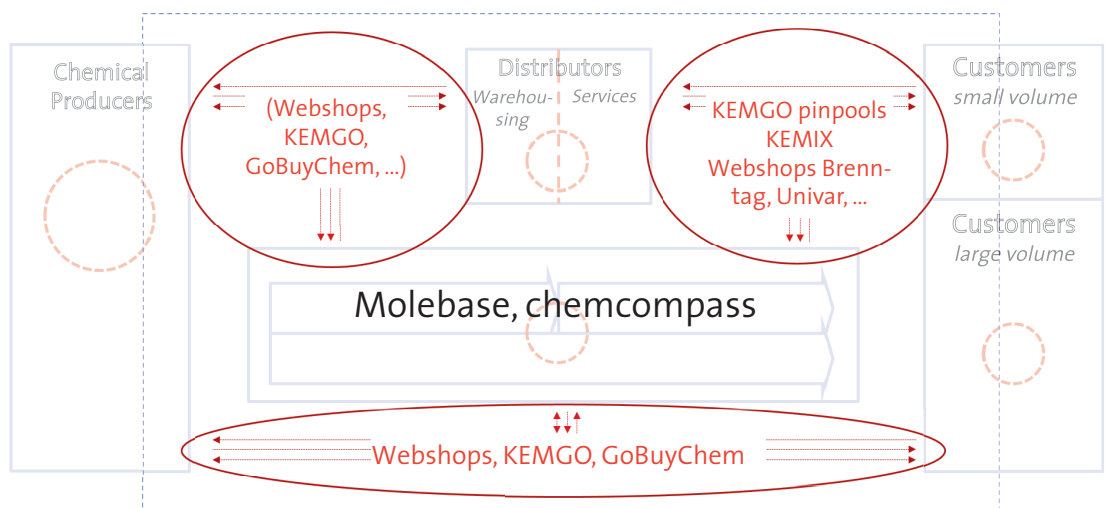 Chemical
Producers
(Webshops,
KEMGO,
GoBuyChem, ...)
Distributors
Warehou-
sing
Services
KEMGO pinpools
KEMIX
Webshops Brenn-
tag, Univar, ...
Customers
small volume
Customers
large volume
Molebase, chemcompass
Webshops, KEMGO, GoBuyChem